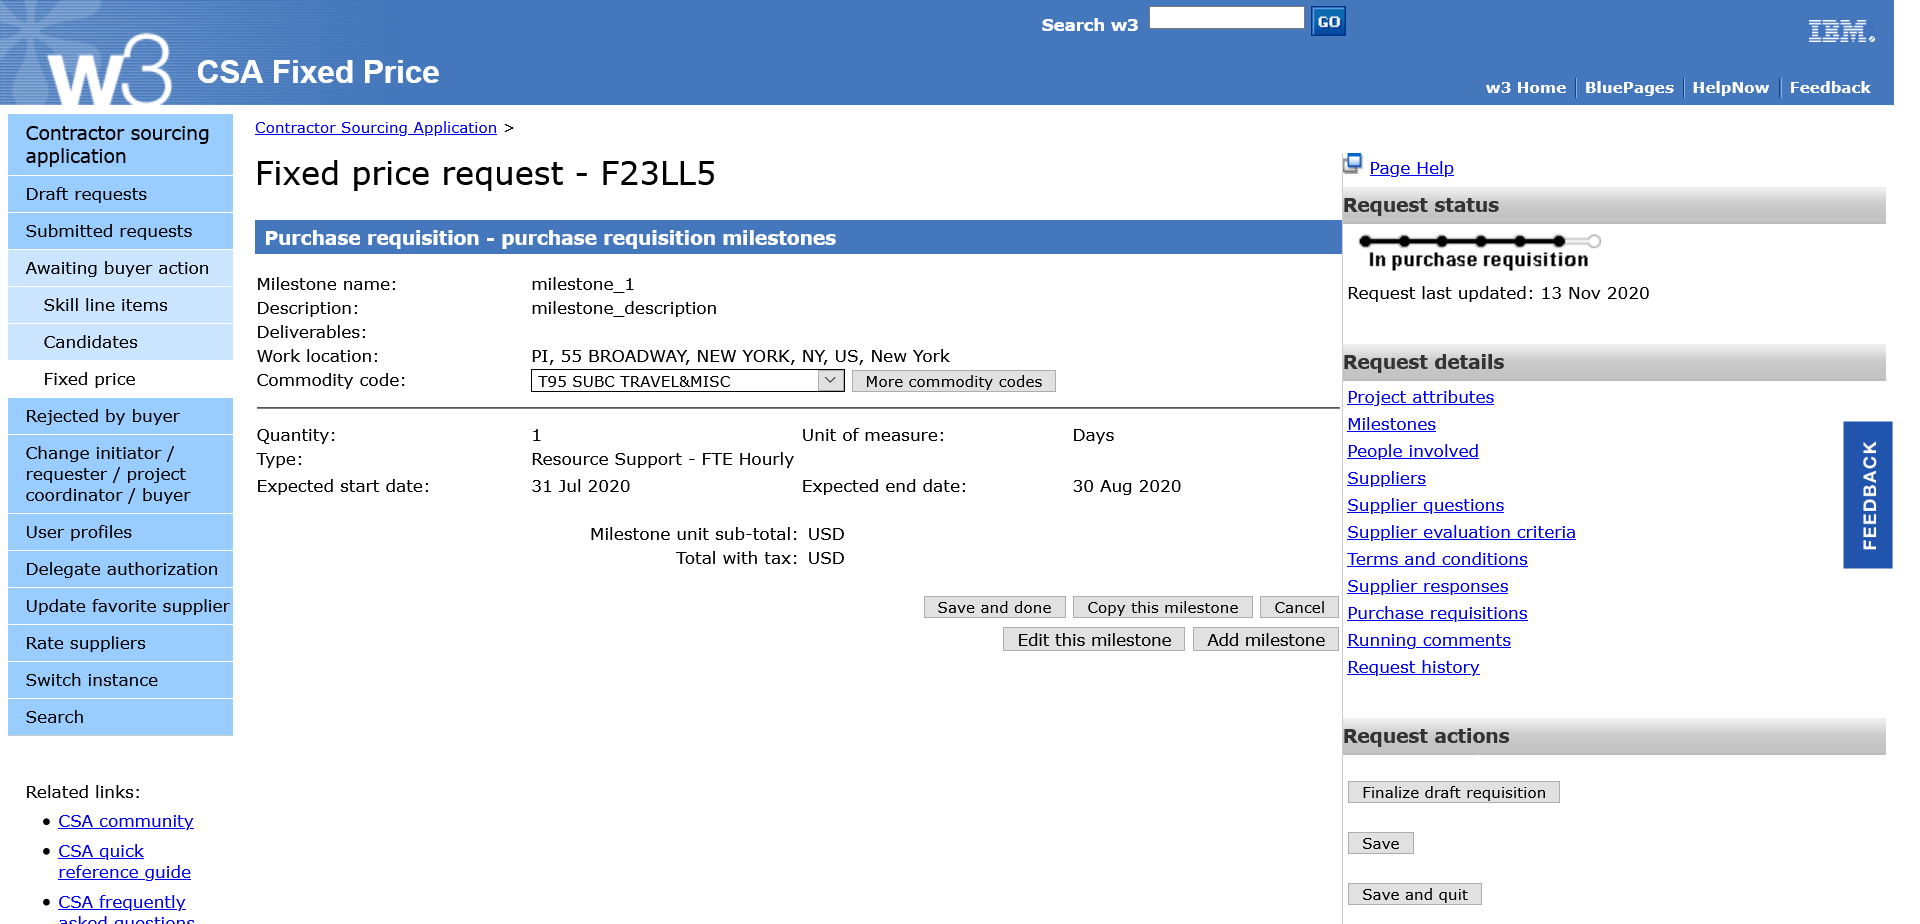 Search w3
GO
IBM.
w3
CSA Fixed Price
w3 Home
BluePages
HelpNow
Feedback
Contractor sourcing
application
Draft requests
Submitted requests
Awaiting buyer action
Skill line items
Candidates
Fixed price
Rejected by buyer
Change initiator /
requester / project
coordinator / buyer
User profiles
Delegate authorization
Update favorite supplier
Rate suppliers
Switch instance
Search
Related links:
CSA community
CSA quick
reference guide
CSA frequently
asked questions
Contractor Sourcing Application >
Fixed price request - F23LL5
Purchase requisition - purchase requisition milestones
Milestone name: milestone_1
Description: milestone_description
Deliverables:
Work location: PI, 55 BROADWAY, NEW YORK, NY, US, New York
Commodity code: T95 SUBC TRAVEL&MISC More commodity codes
Quantity: 1 Unit of measure: Days
Type: Resource Support - FTE Hourly
Expected start date: 31 Jul 2020 Expected end date: 30 Aug 2020
Milestone unit sub-total: USD
Total with tax: USD
Save and done Copy this milestone Cancel
Edit this milestone Add milestone
Page Help
Request status
In purchase requisition
Request last updated: 13 Nov 2020
Request details
Project attributes
Milestones
People involved
Suppliers
Supplier questions
Supplier evaluation criteria
Terms and conditions
Supplier responses
Purchase requisitions
Running comments
Request history
Request actions
Finalize draft requisition
Save
Save and quit
FEEDBACK